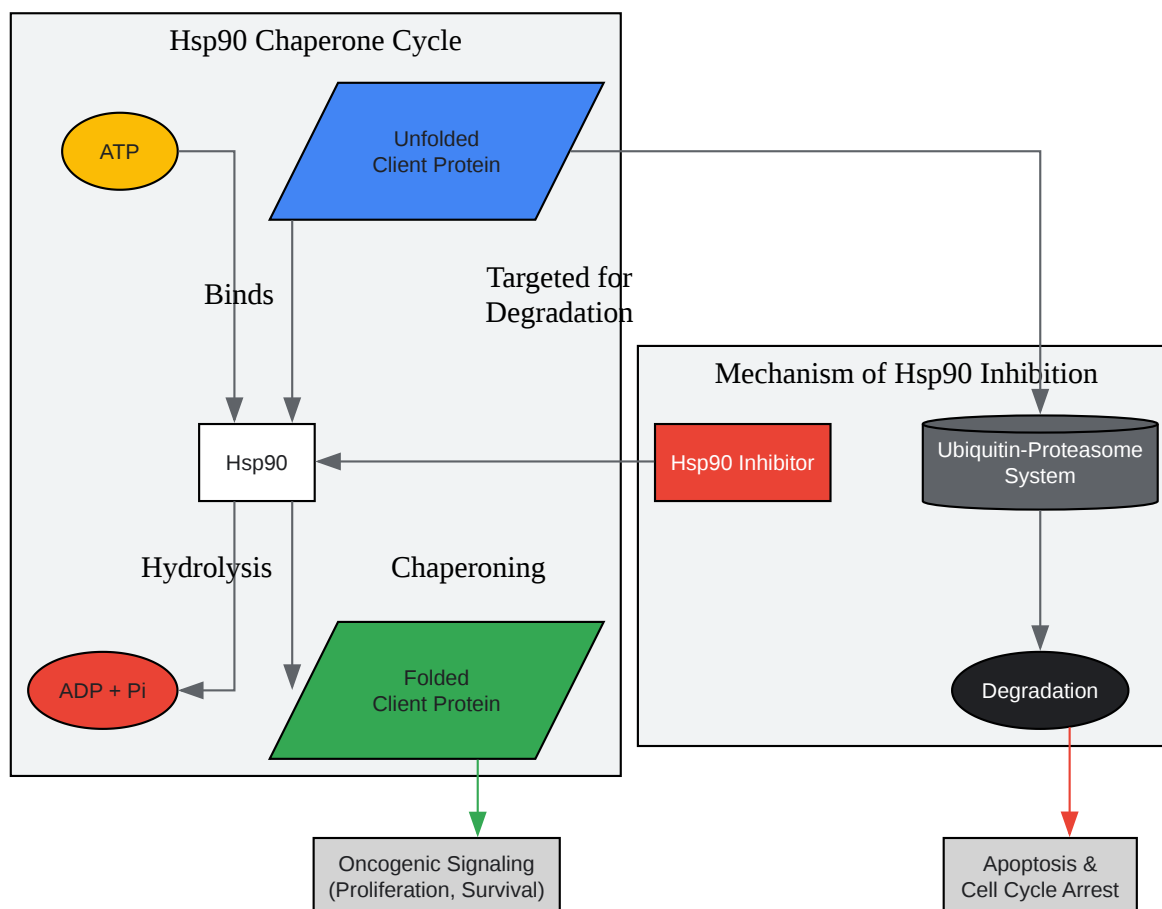 Hsp90 Chaperone Cycle
ATP
Unfolded
Client Protein
Binds
Targeted for
Degradation
Mechanism of Hsp90 Inhibition
Hsp90
Hsp90 Inhibitor
Ubiquitin-Proteasome
System
Hydrolysis
Chaperoning
ADP + Pi
Folded
Client Protein
Degradation
Oncogenic Signaling
(Proliferation, Survival)
Apoptosis &
Cell Cycle Arrest